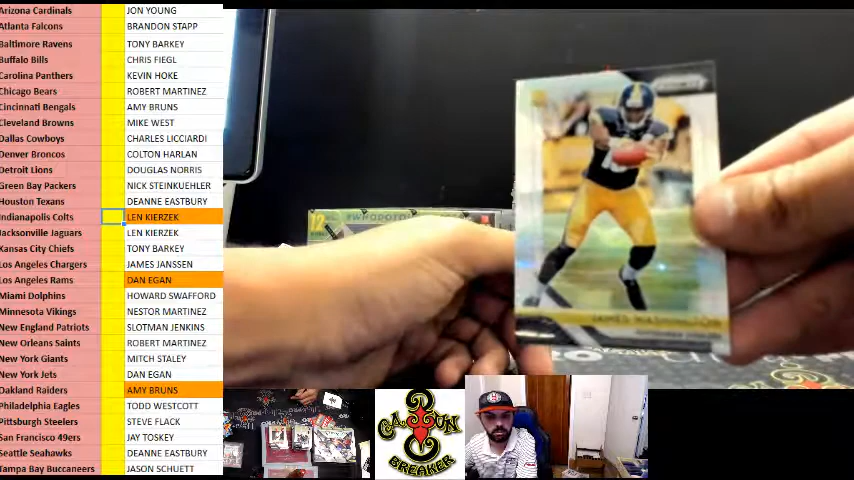 Arizona Cardinals JON YOUNG
Atlanta Falcons BRANDON STAPP
Baltimore Ravens TONY BARKEY
Buffalo Bills CHRIS FIEGL
Carolina Panthers KEVIN HOKE
Chicago Bears ROBERT MARTINEZ
Cincinnati Bengals AMY BRUNS
Cleveland Browns MIKE WEST
Dallas Cowboys CHARLES LICCIARDI
Denver Broncos COLTON HARLAN
Detroit Lions DOUGLAS NORRIS
Green Bay Packers NICK STEINKUEHLER
Houston Texans DEANNE EASTBURY
Indianapolis Colts LEN KIERZEK
Jacksonville Jaguars LEN KIERZEK
Kansas City Chiefs TONY BARKEY
Los Angeles Chargers JAMES JANSSEN
Los Angeles Rams DAN EGAN
Miami Dolphins HOWARD SWAFFORD
Minnesota Vikings NESTOR MARTINEZ
New England Patriots SLOTMAN JENKINS
New Orleans Saints ROBERT MARTINEZ
New York Giants MITCH STALEY
New York Jets DAN EGAN
Oakland Raiders AMY BRUNS
Philadelphia Eagles TODD WESTCOTT
Pittsburgh Steelers STEVE FLACK
San Francisco 49ers JAY TOSKEY
Seattle Seahawks DEANNE EASTBURY
Tampa Bay Buccaneers JASON SCHUETT
JAMES WASHINGTON
BREAKER